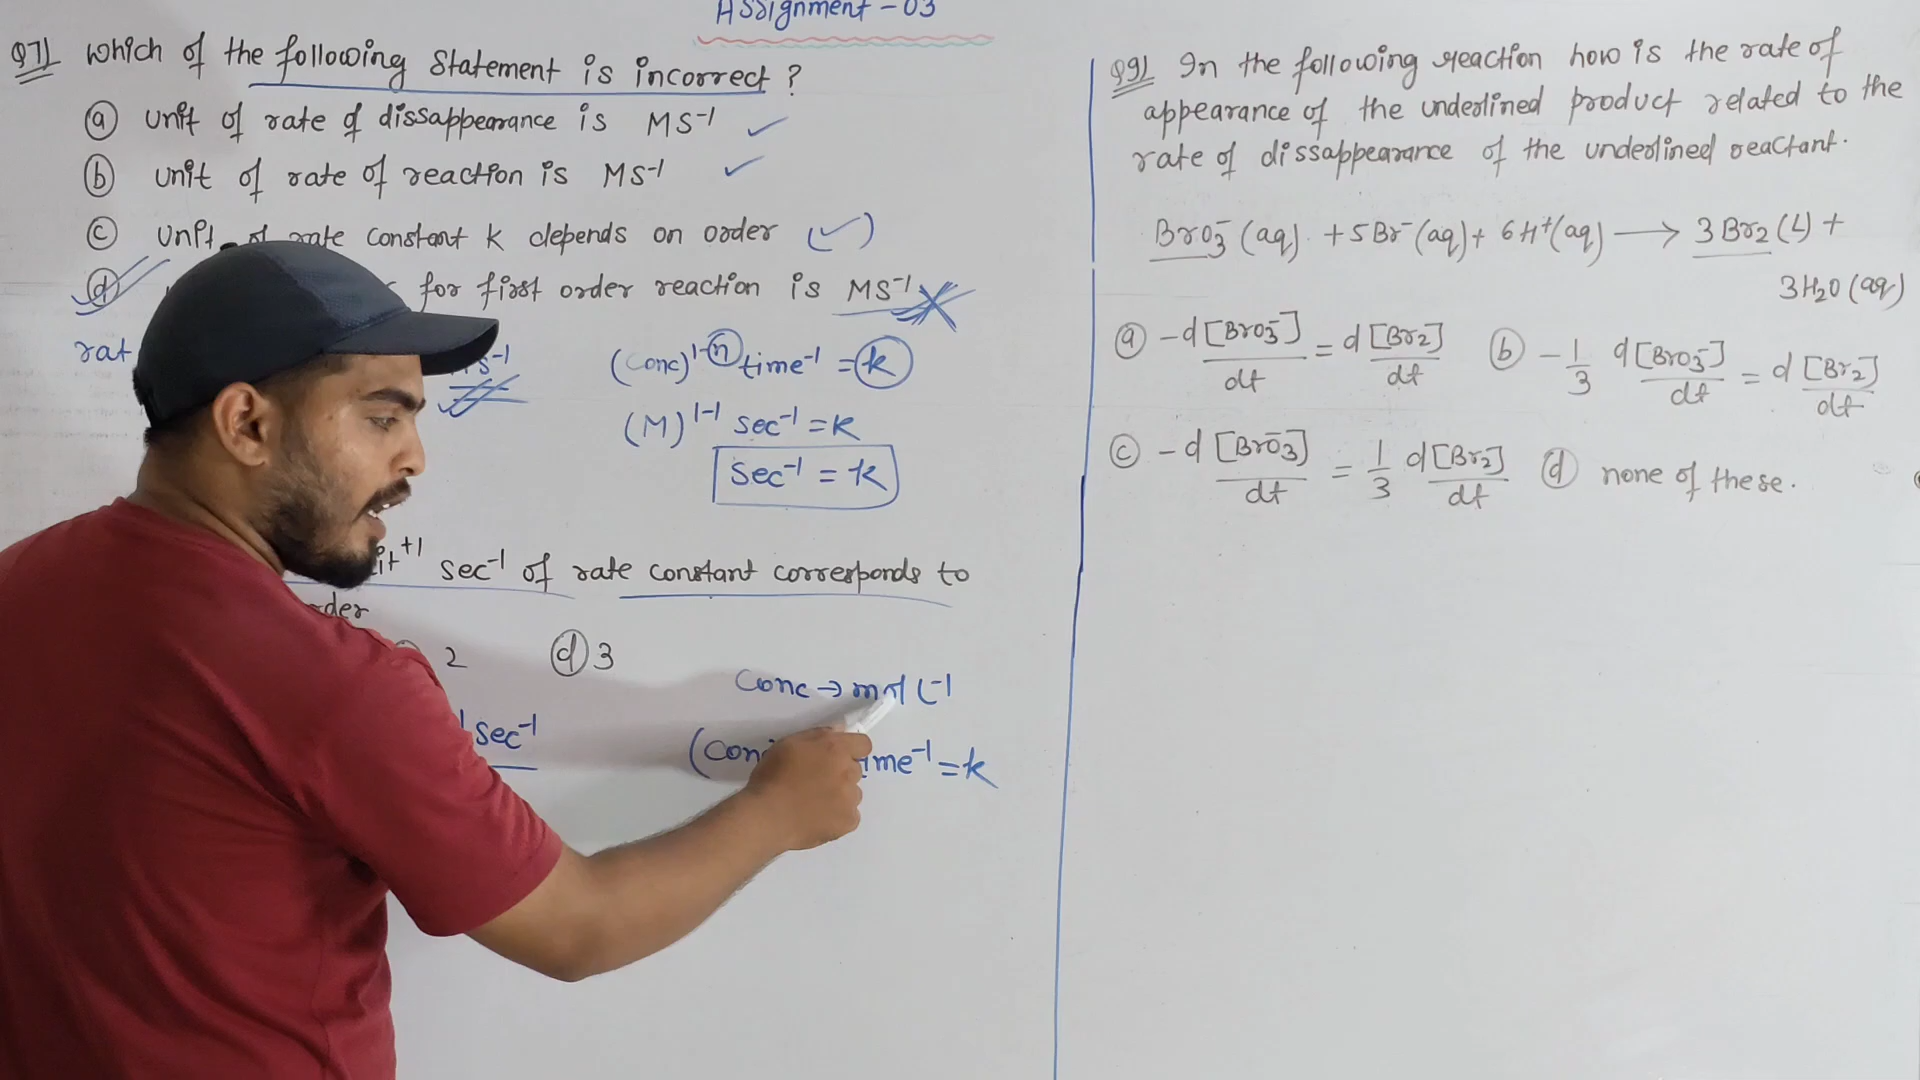 Assignment - 03
Q7) Which of the following Statement is incorrect ?
(a) unit of rate of dissappearance is MS⁻¹ ✓
(b) unit of rate of reaction is MS⁻¹ ✓
(c) unit of rate constant K depends on order (✓)
(d) for first order reaction is MS⁻¹
rat S⁻¹
(conc)¹⁻ⁿ time⁻¹ = k
(M)¹⁻¹ sec⁻¹ = k
sec⁻¹ = k
it⁺¹ sec⁻¹ of rate constant corresponds to
order
2 (d) 3
conc → mol L⁻¹
sec⁻¹
(conc time⁻¹ = k
Q9) In the following reaction how is the rate of
appearance of the underlined product related to the
rate of dissappearance of the underlined reactant.
BrO₃⁻ (aq) + 5Br⁻ (aq) + 6H⁺ (aq) ⟶ 3Br₂ (L) +
3H₂O (aq)
(a) -d[BrO₃⁻]/dt = d[Br₂]/dt (b) -1/3 d[BrO₃⁻]/dt = d[Br₂]/dt
(c) -d[BrO₃⁻]/dt = 1/3 d[Br₂]/dt (d) none of these.